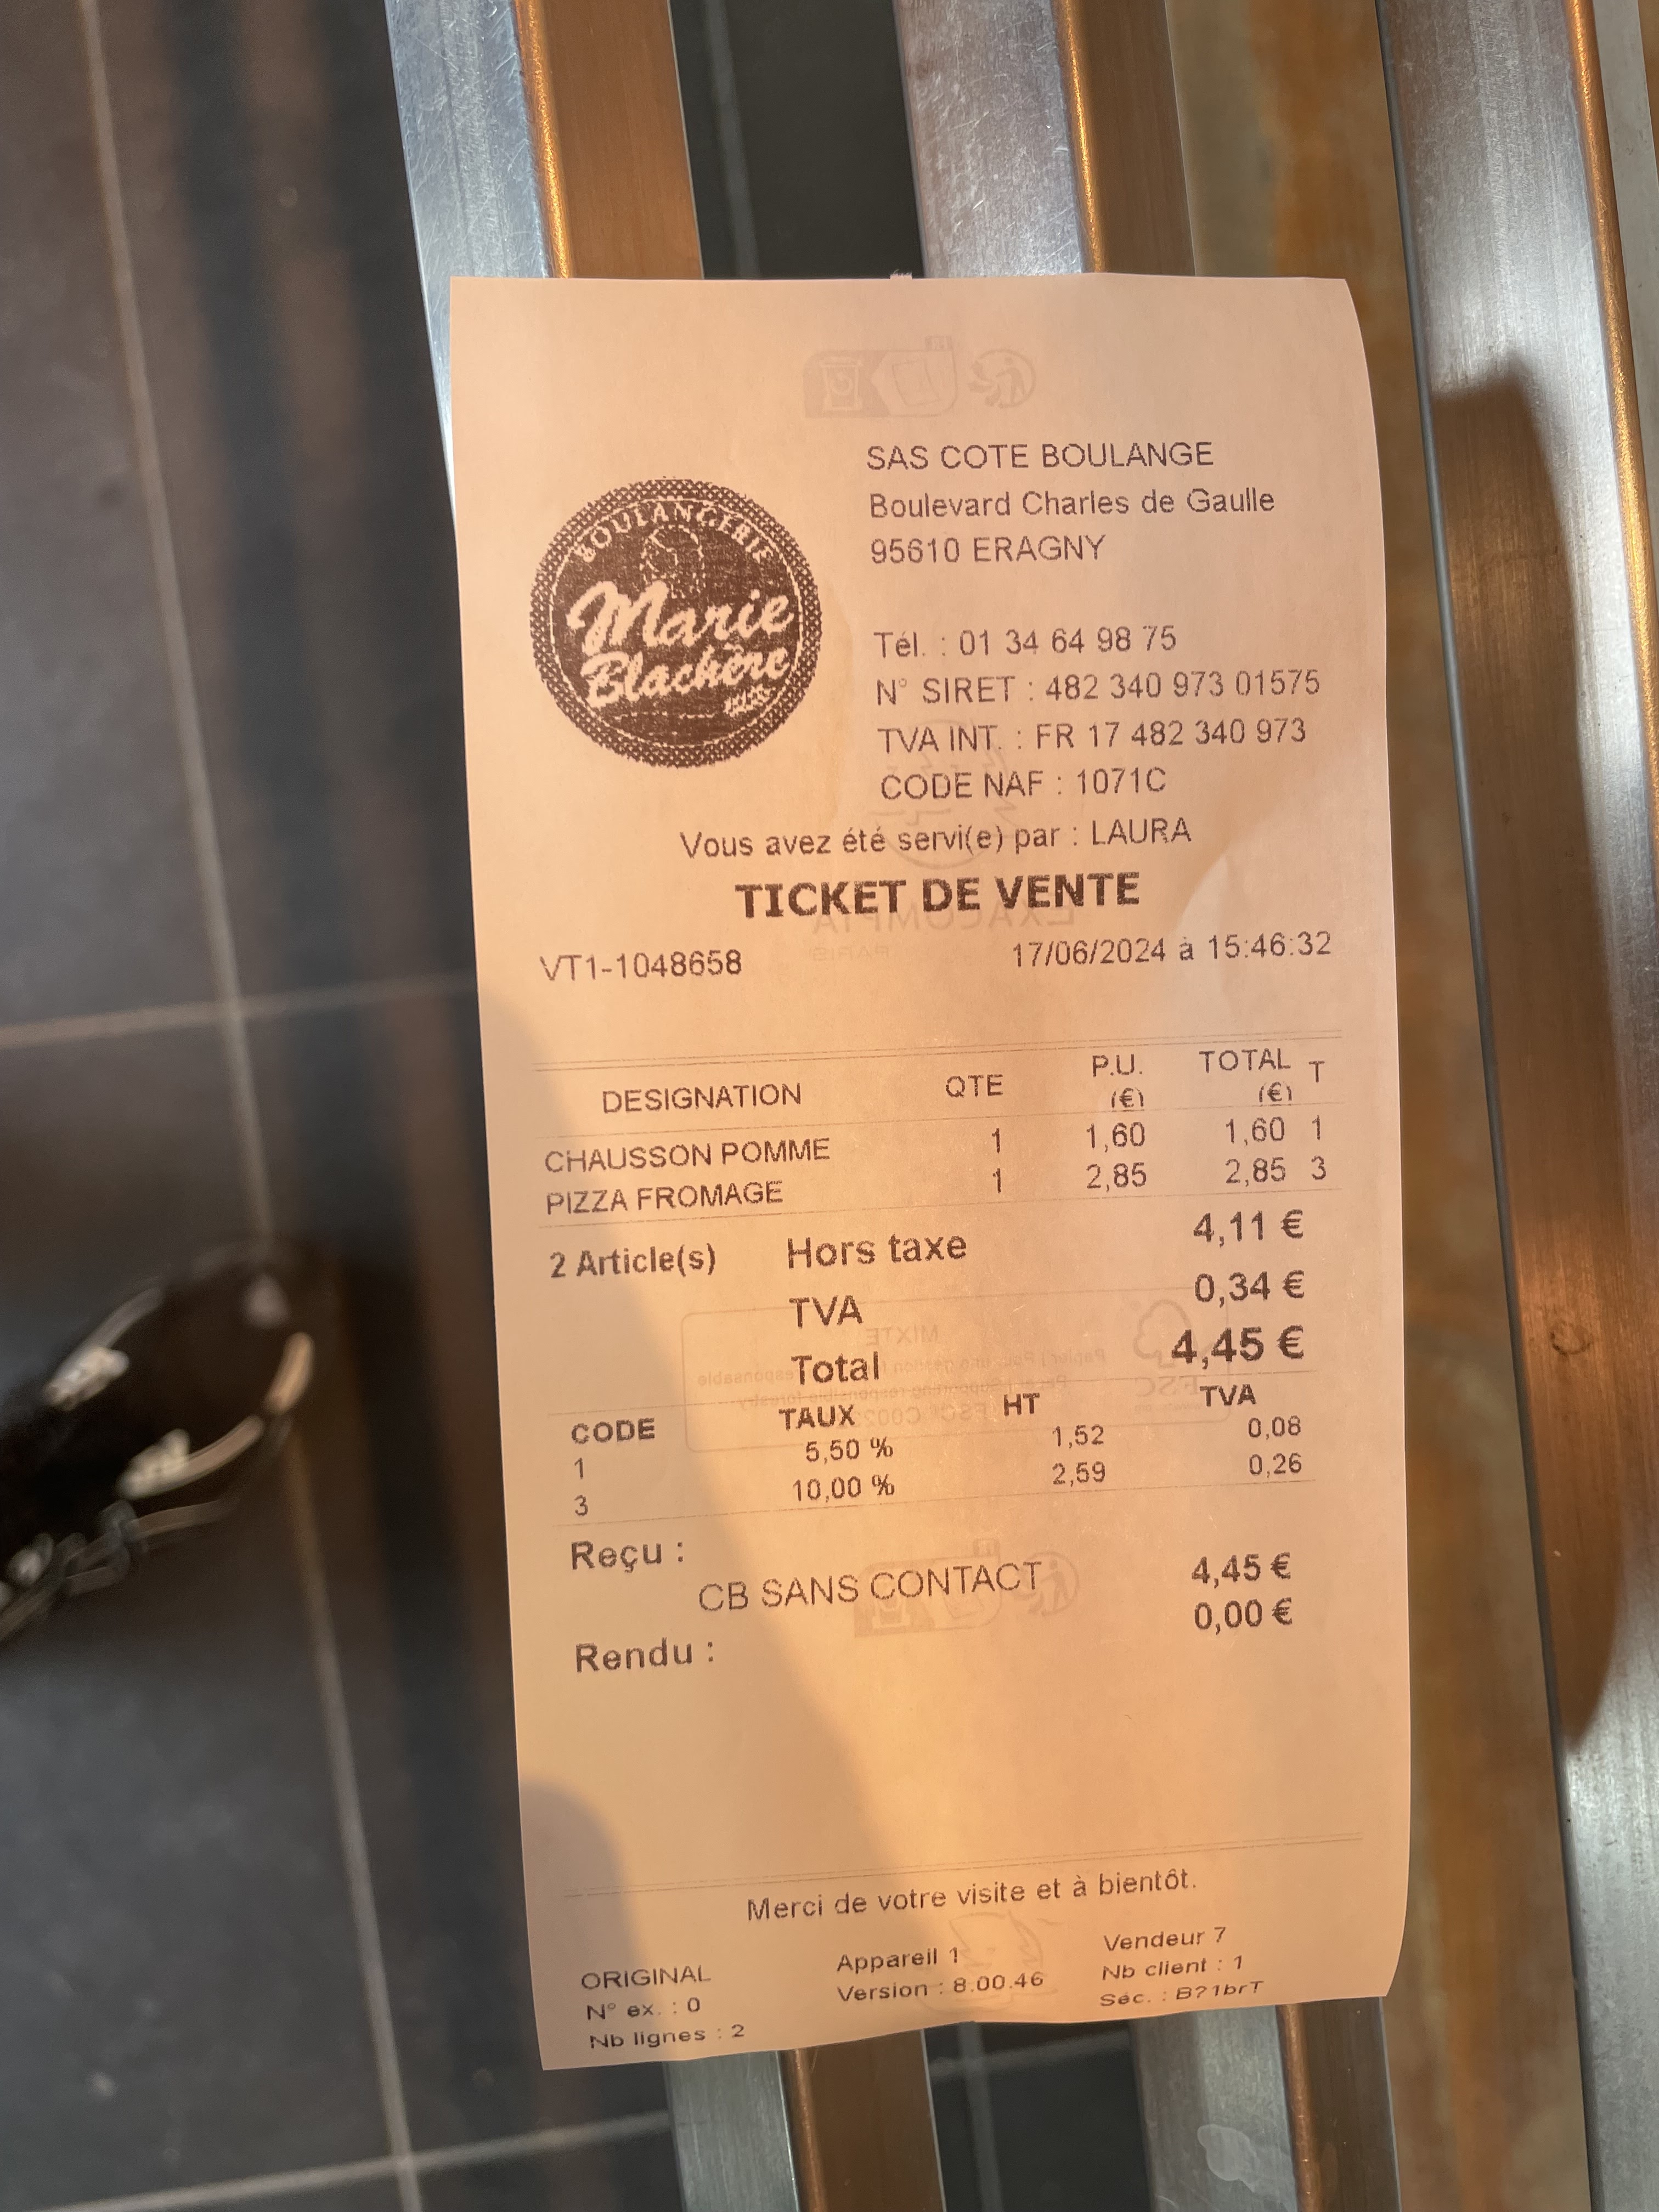 SAS COTE BOULANGE
Boulevard Charles de Gaulle
95610 ERAGNY
BOULANGERIE
Marie
Blachère
Tél. : 01 34 64 98 75
N° SIRET : 482 340 973 01575
TVA INT. : FR 17 482 340 973
CODE NAF : 1071C
Vous avez été servi(e) par : LAURA
TICKET DE VENTE
VT1-1048658 17/06/2024 à 15:46:32
DESIGNATION QTE P.U. (€) TOTAL (€) T
CHAUSSON POMME 1 1,60 1,60 1
PIZZA FROMAGE 1 2,85 2,85 3
2 Article(s) Hors taxe 4,11 €
TVA 0,34 €
Total 4,45 €
CODE TAUX HT TVA
1 5,50 % 1,52 0,08
3 10,00 % 2,59 0,26
Reçu :
CB SANS CONTACT 4,45 €
Rendu : 0,00 €
Merci de votre visite et à bientôt.
ORIGINAL Appareil 1 Vendeur 7
N° ex. : 0 Version : 8.00.46 Nb client : 1
Nb lignes : 2 Séc. : B?1brT
EXACOMPTA
PARIS
MIXTE